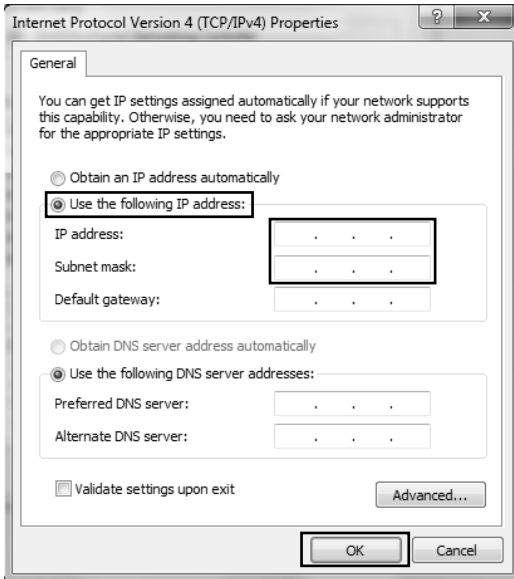 Internet Protocol Version 4 (TCP/IPv4) Properties
General
You can get IP settings assigned automatically if your network supports
this capability. Otherwise, you need to ask your network administrator
for the appropriate IP settings.
Obtain an IP address automatically
Use the following IP address:
IP address:
Subnet mask:
Default gateway:
Obtain DNS server address automatically
Use the following DNS server addresses:
Preferred DNS server:
Alternate DNS server:
Validate settings upon exit
Advanced...
OK
Cancel